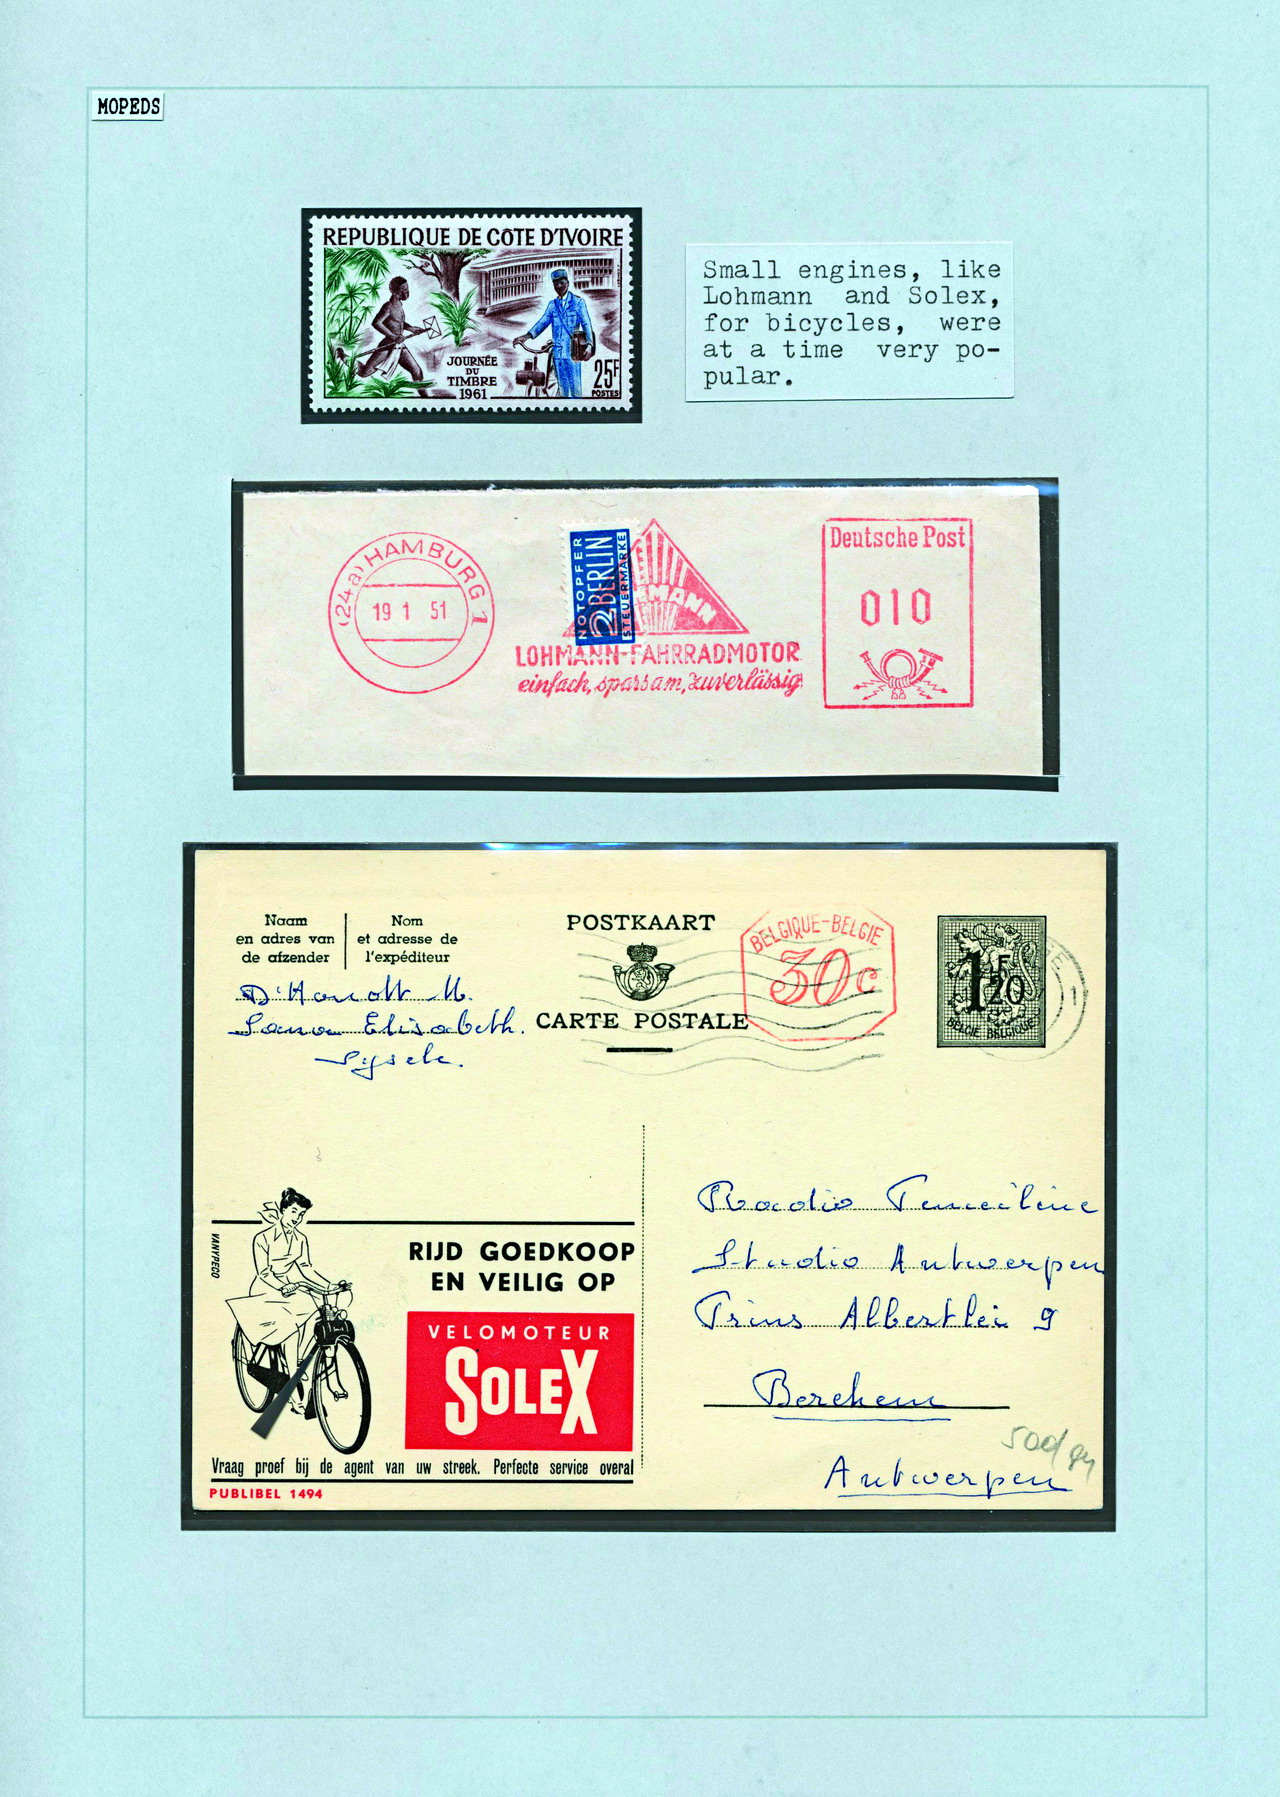 MOPEDS
REPUBLIQUE DE CÔTE D'IVOIRE
JOURNÉE
DU
TIMBRE
1961
25F
POSTES
Small engines, like
Lohmann and Solex,
for bicycles, were
at a time very po-
pular.
(24a) HAMBURG 1
19 1 51
NOTOPFER
2 BERLIN
STEUERMARKE
LOHMANN-FAHRRADMOTOR
einfach, sparsam, zuverlässig
Deutsche Post
010
Naam
en adres van
de afzender
Nom
et adresse de
l'expéditeur
POSTKAART
CARTE POSTALE
BELGIQUE-BELGIE
30c
1F20
BELGIE BELGIQUE
1
Elisabeth.
Radio
Studio Antwerpen
Prins Albertlei 9
Berchem
Antwerpen
VANYPECO
RIJD GOEDKOOP
EN VEILIG OP
VELOMOTEUR
SOLEX
Vraag proef bij de agent van uw streek. Perfecte service overal
PUBLIBEL 1494